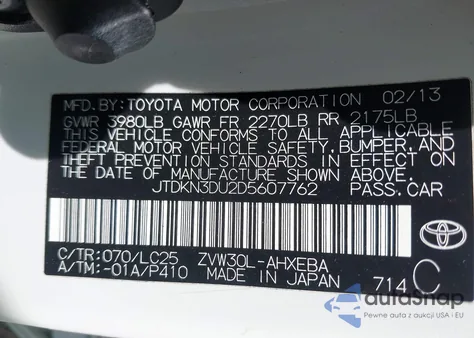 MFD. BY: TOYOTA MOTOR CORPORATION 02/13
GVWR 3980LB GAWR FR 2270LB RR 2175LB
THIS VEHICLE CONFORMS TO ALL APPLICABLE
FEDERAL MOTOR VEHICLE SAFETY, BUMPER, AND
THEFT PREVENTION STANDARDS IN EFFECT ON
THE DATE OF MANUFACTURE SHOWN ABOVE.
JTDKN3DU2D5607762 PASS. CAR
C/TR: 070/LC25 ZVW30L-AHXEBA
A/TM: -01A/P410 MADE IN JAPAN 714 C
TOYOTA
autoSnap
Pewne auta z USA i EU